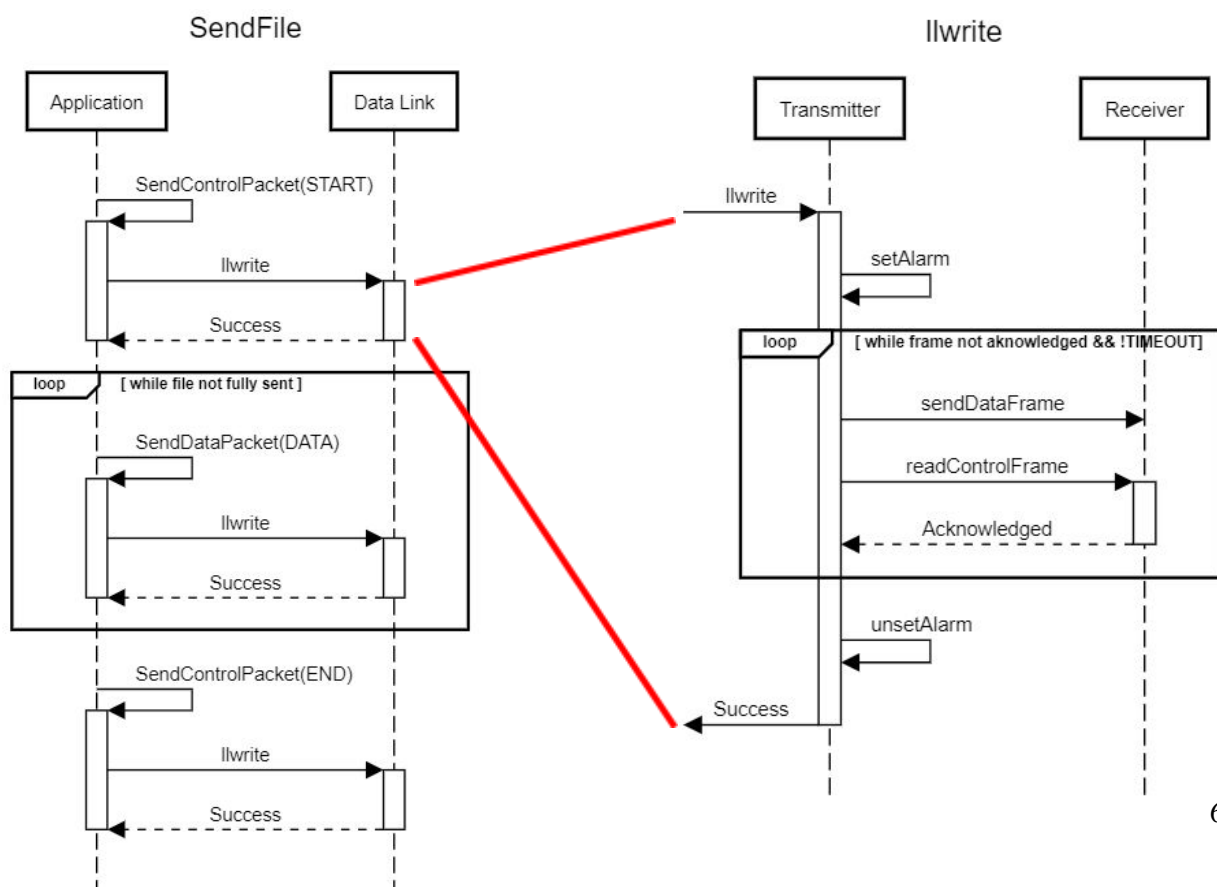 SendFile
Application
Data Link
SendControlPacket(START)
llwrite
Success
loop
[ while file not fully sent ]
SendDataPacket(DATA)
llwrite
Success
SendControlPacket(END)
llwrite
Success
llwrite
Transmitter
Receiver
llwrite
setAlarm
loop
[ while frame not aknowledged && !TIMEOUT]
sendDataFrame
readControlFrame
Acknowledged
unsetAlarm
Success